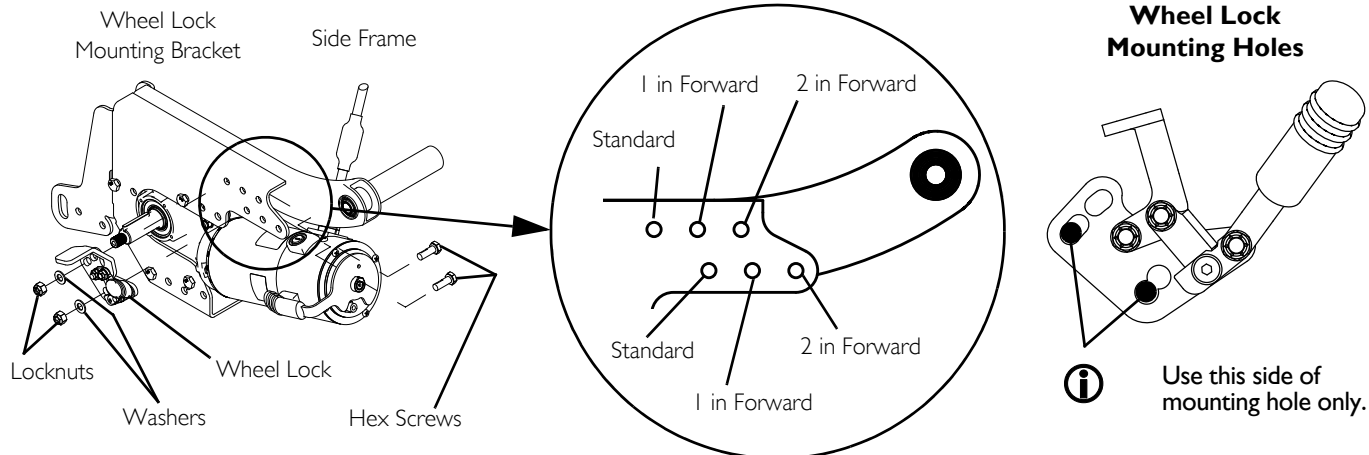 Wheel Lock
Mounting Bracket
Side Frame
Locknuts
Washers
Wheel Lock
Hex Screws
1 in Forward
2 in Forward
Standard
Standard
2 in Forward
1 in Forward
Wheel Lock
Mounting Holes
i
Use this side of
mounting hole only.